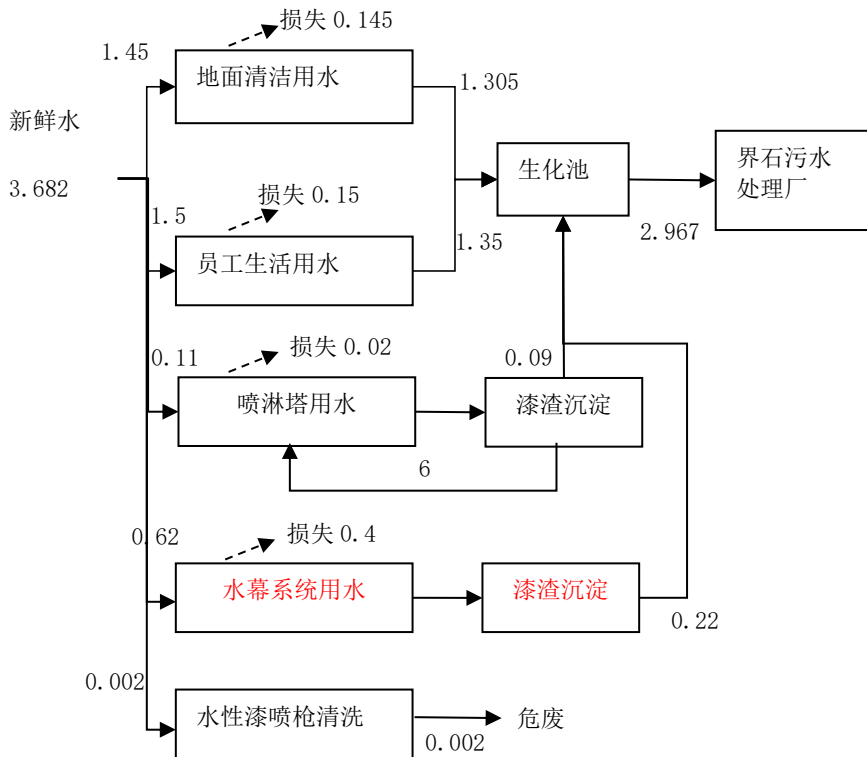 损失 0.145
1.45
地面清洁用水
1.305
新鲜水
3.682
生化池
界石污水
处理厂
2.967
损失 0.15
1.5
员工生活用水
1.35
损失 0.02
0.11
喷淋塔用水
0.09
漆渣沉淀
6
损失 0.4
0.62
水幕系统用水
漆渣沉淀
0.22
0.002
水性漆喷枪清洗
0.002
危废